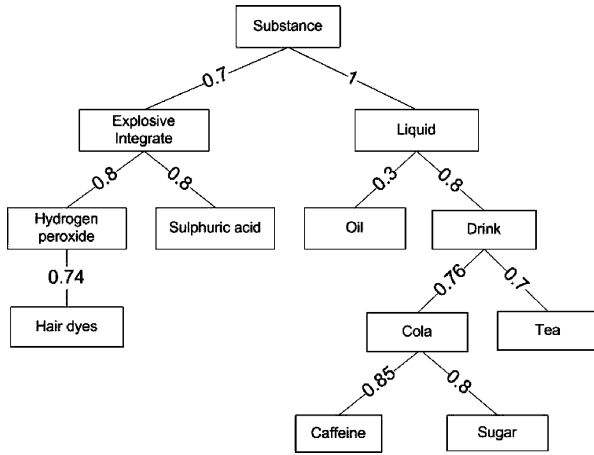 Substance
0.7
1
Explosive
Integrate
Liquid
0.8
0.8
0.3
0.8
Hydrogen
peroxide
Sulphuric acid
Oil
Drink
0.74
0.76
0.7
Hair dyes
Cola
Tea
0.85
0.8
Caffeine
Sugar